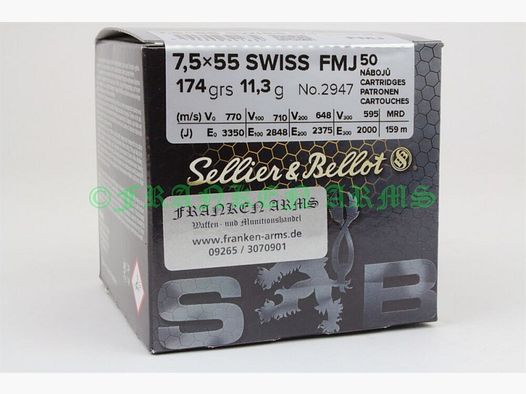 7,5×55 SWISS FMJ 50
174 grs 11,3 g No.2947
NÁBOJŮ
CARTRIDGES
PATRONEN
CARTOUCHES
(m/s) V0 770 V100 710 V200 648 V300 595 MRD
(J) E0 3350 E100 2848 E200 2375 E300 2000 159 m
Sellier & Bellot
SB
©FRANKEN ARMS
FRANKEN ARMS
Waffen- und Munitionshandel
www.franken-arms.de
09265 / 3070901
S B